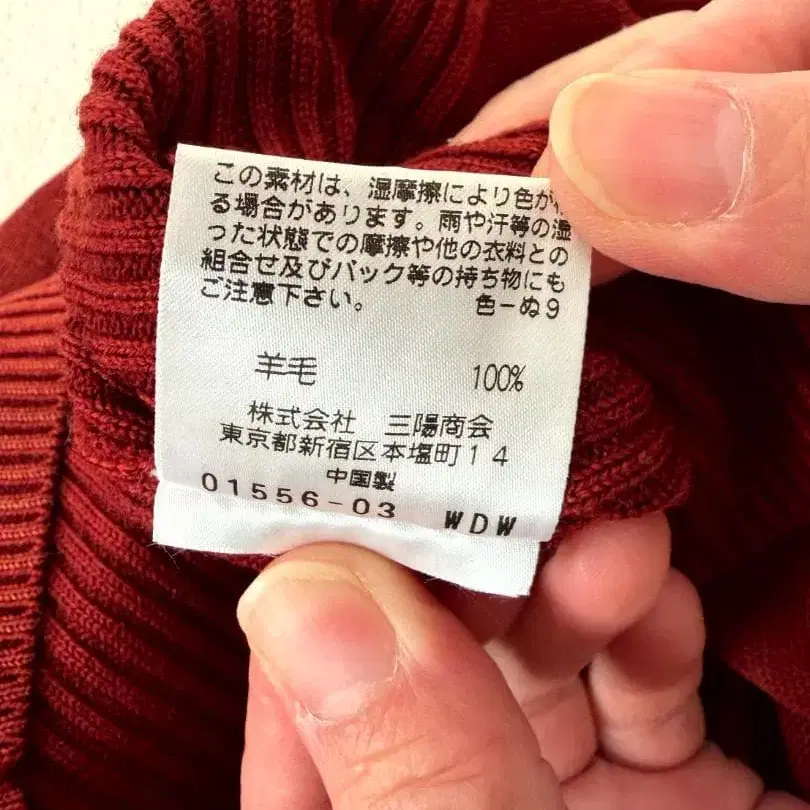 この素材は、湿摩擦により色が
る場合があります。雨や汗等の湿
った状態での摩擦や他の衣料との
組合せ及びバック等の持ち物にも
ご注意下さい。 色ーぬ9
羊毛 100%
株式会社 三陽商会
東京都新宿区本塩町14
中国製
01556-03 WDW